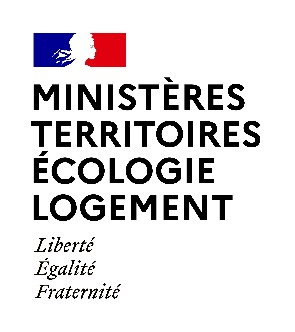 MINISTÈRES
TERRITOIRES
ÉCOLOGIE
LOGEMENT
Liberté
Égalité
Fraternité